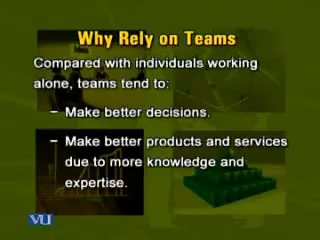 Why Rely on Teams
Compared with individuals working
alone, teams tend to:
– Make better decisions.
– Make better products and services
due to more knowledge and
expertise.
VU